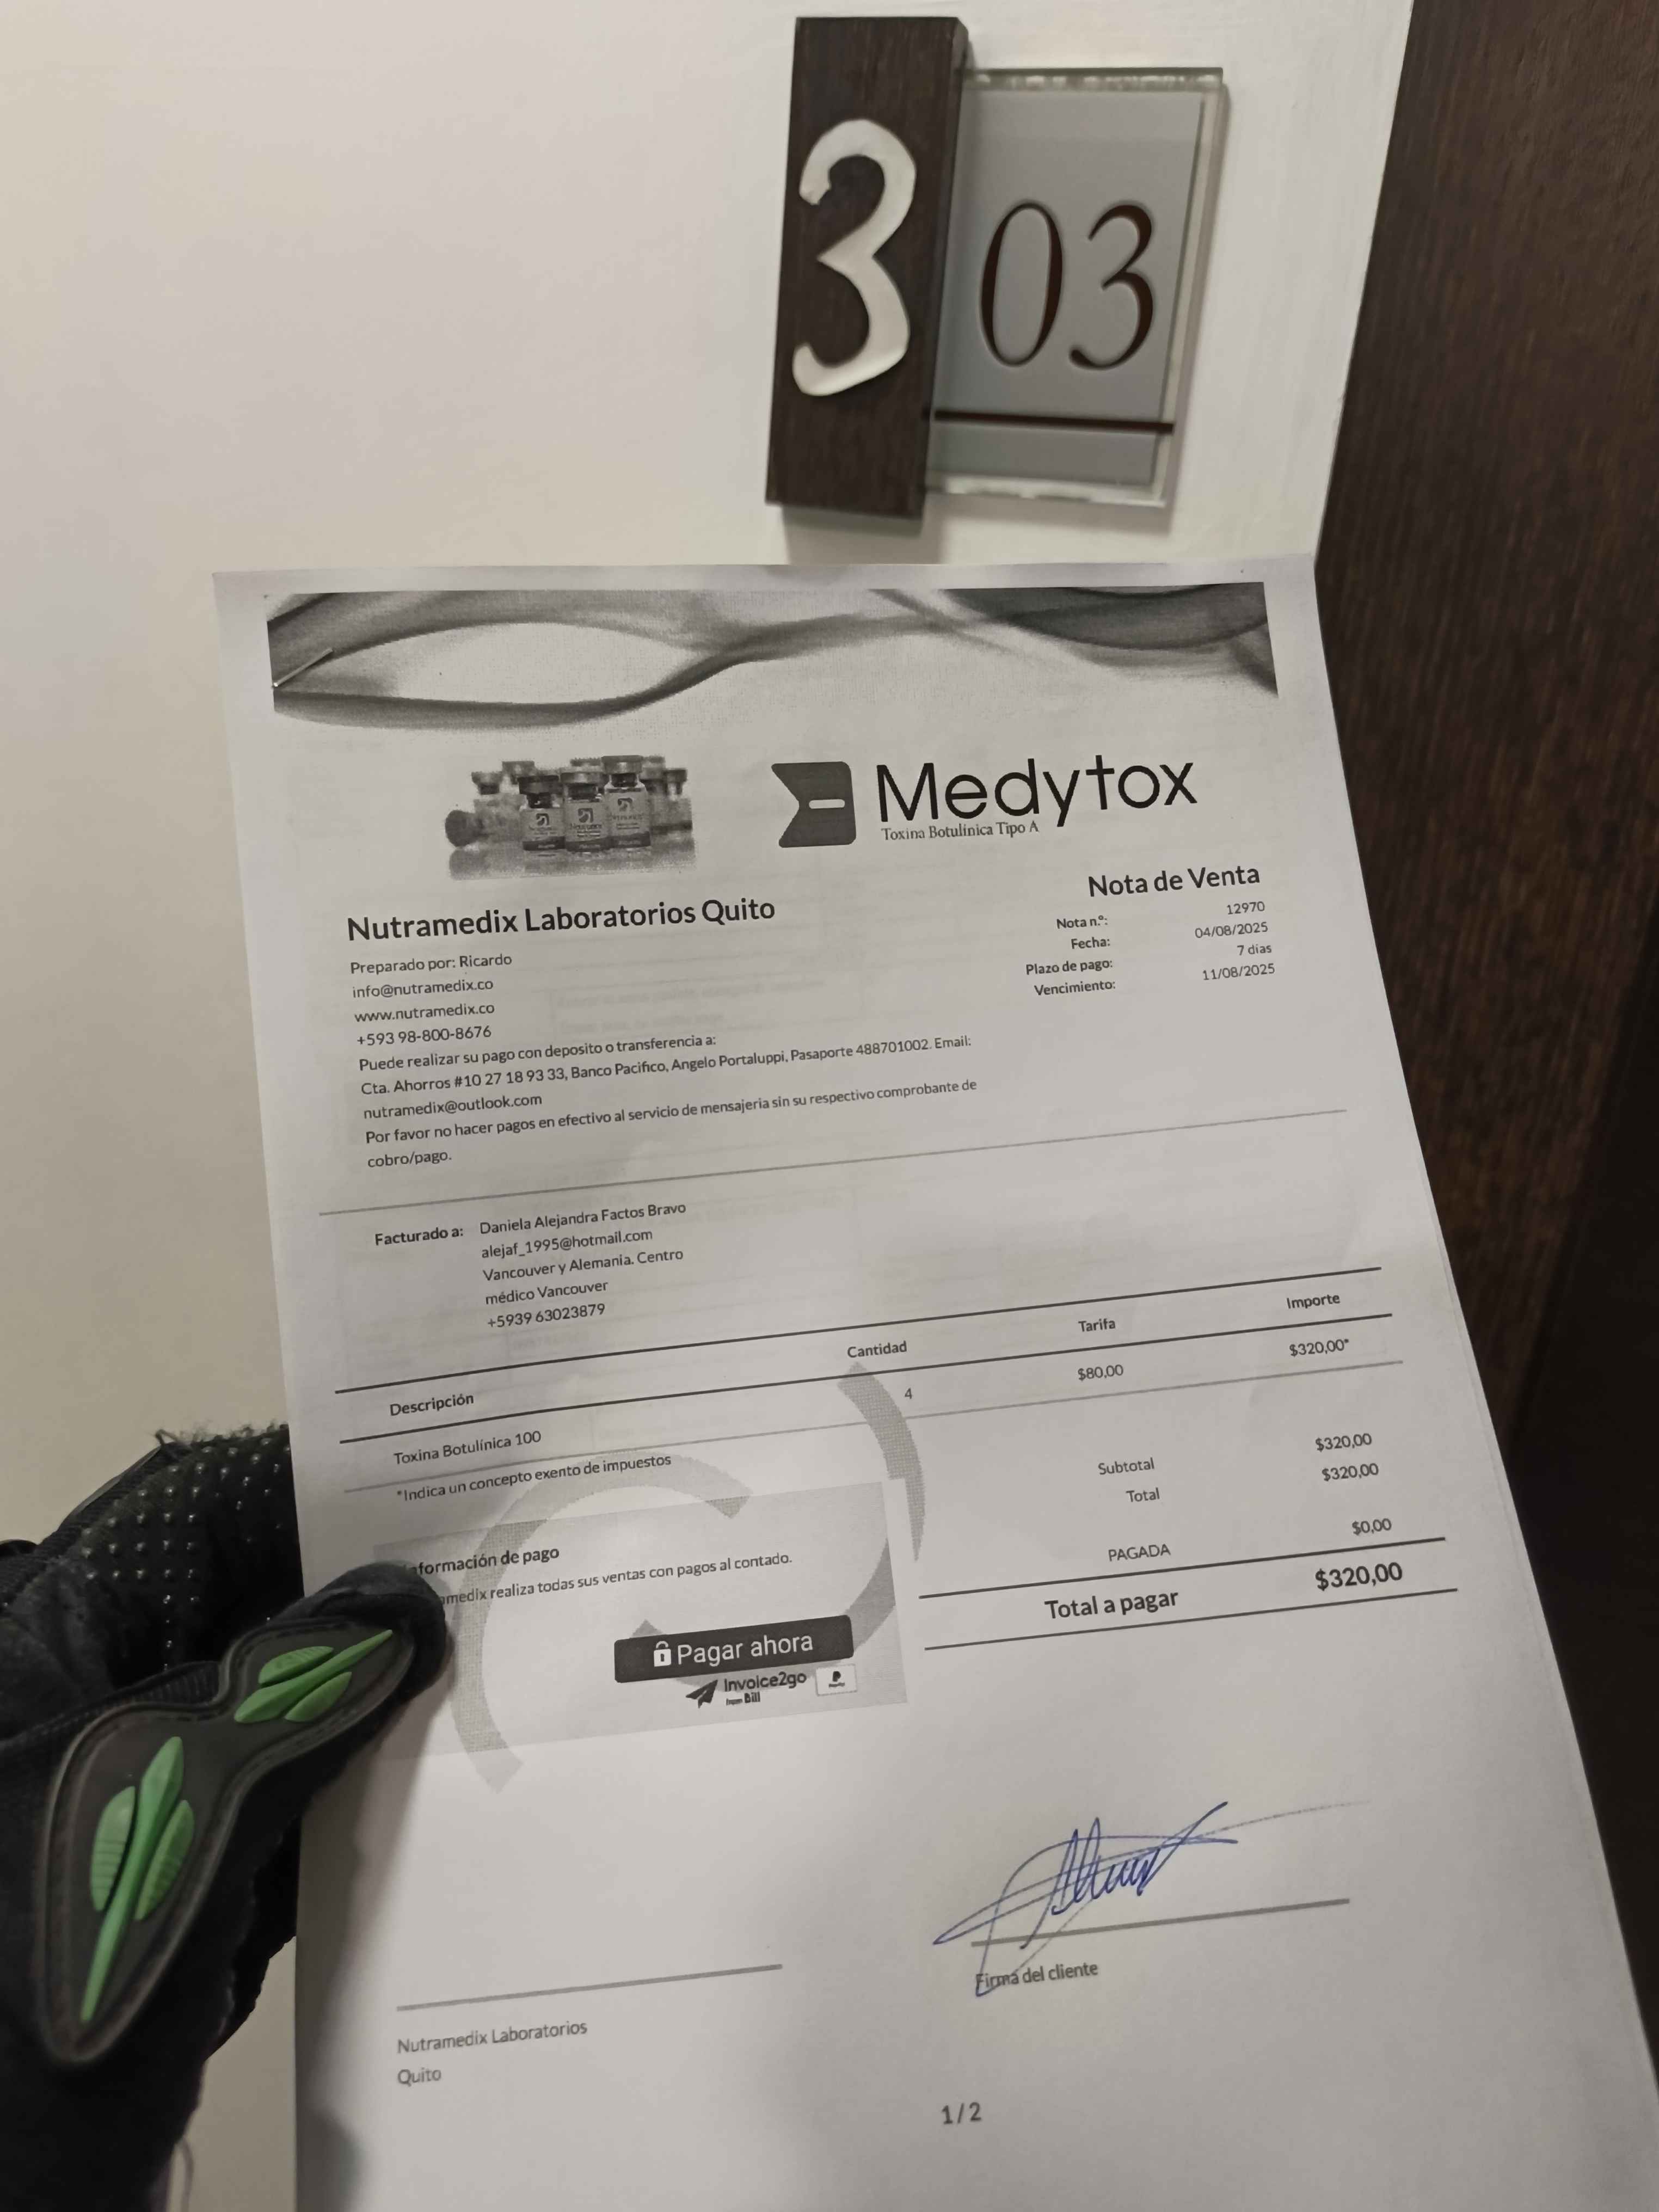 3 03
Medytox
Toxina Botulínica Tipo A
Nutramedix Laboratorios Quito
Preparado por: Ricardo
info@nutramedix.co
www.nutramedix.co
+593 98-800-8676
Puede realizar su pago con deposito o transferencia a:
Cta. Ahorros #10 27 18 93 33, Banco Pacifico, Angelo Portaluppi, Pasaporte 488701002. Email:
nutramedix@outlook.com
Por favor no hacer pagos en efectivo al servicio de mensajeria sin su respectivo comprobante de
cobro/pago.
Nota de Venta
Nota n.º: 12970
Fecha: 04/08/2025
Plazo de pago: 7 días
Vencimiento: 11/08/2025
Facturado a: Daniela Alejandra Factos Bravo
alejaf_1995@hotmail.com
Vancouver y Alemania. Centro
médico Vancouver
+5939 63023879
Descripción Cantidad Tarifa Importe
Toxina Botulínica 100 4 $80,00 $320,00*
*Indica un concepto exento de impuestos
Subtotal $320,00
Total $320,00
PAGADA $0,00
Total a pagar $320,00
formación de pago
medix realiza todas sus ventas con pagos al contado.
Pagar ahora
Invoice2go
from Bill
Firma del cliente
Nutramedix Laboratorios
Quito
1/2